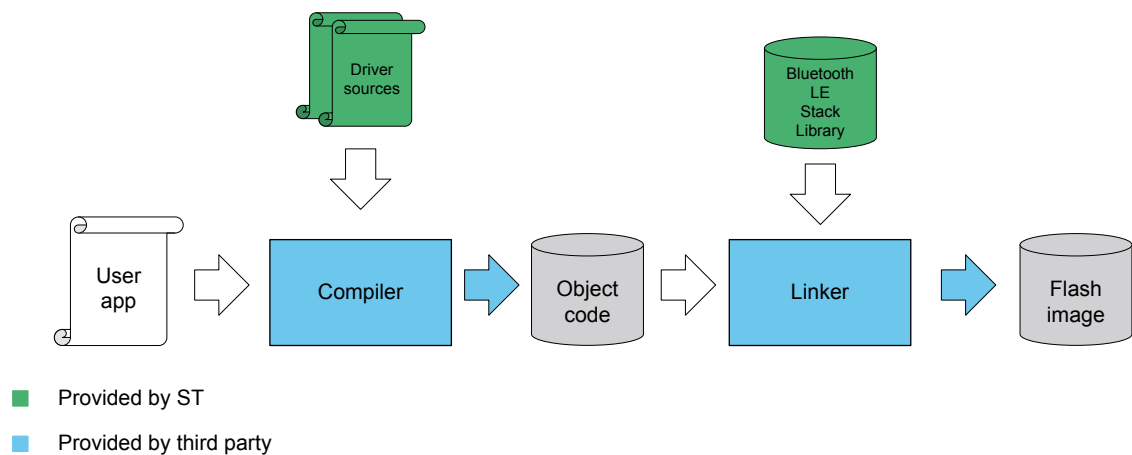 Driver
sources
Bluetooth
LE
Stack
Library
User
app
Compiler
Object
code
Linker
Flash
image
Provided by ST
Provided by third party